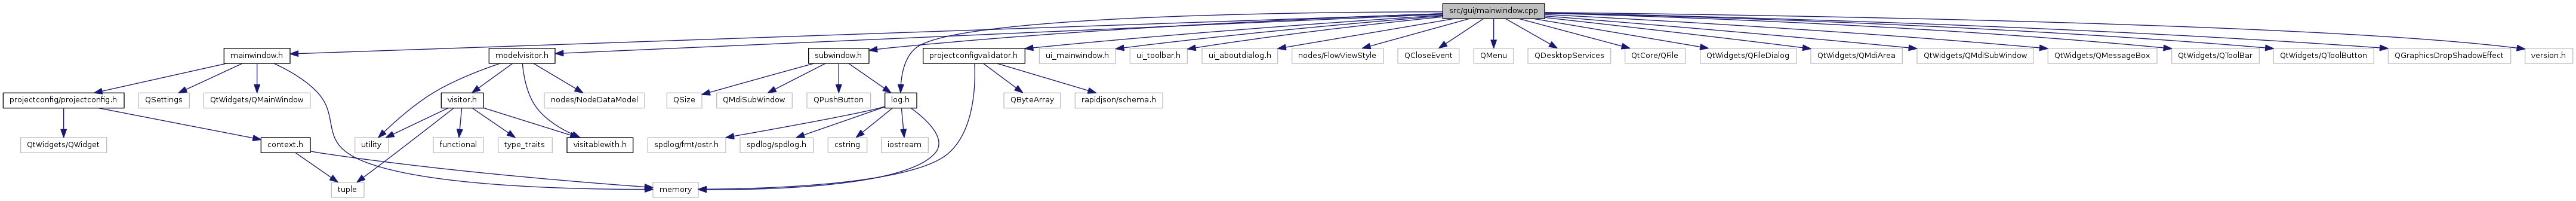 src/gui/mainwindow.cpp
mainwindow.h
modelvisitor.h
subwindow.h
projectconfigvalidator.h
ui_mainwindow.h
ui_toolbar.h
ui_aboutdialog.h
nodes/FlowViewStyle
QCloseEvent
QMenu
QDesktopServices
QtCore/QFile
QtWidgets/QFileDialog
QtWidgets/QMdiArea
QtWidgets/QMdiSubWindow
QtWidgets/QMessageBox
QtWidgets/QToolBar
QtWidgets/QToolButton
QGraphicsDropShadowEffect
version.h
projectconfig/projectconfig.h
QSettings
QtWidgets/QMainWindow
visitor.h
nodes/NodeDataModel
QSize
QMdiSubWindow
QPushButton
log.h
QByteArray
rapidjson/schema.h
QtWidgets/QWidget
context.h
utility
functional
type_traits
visitablewith.h
spdlog/fmt/ostr.h
spdlog/spdlog.h
cstring
iostream
tuple
memory